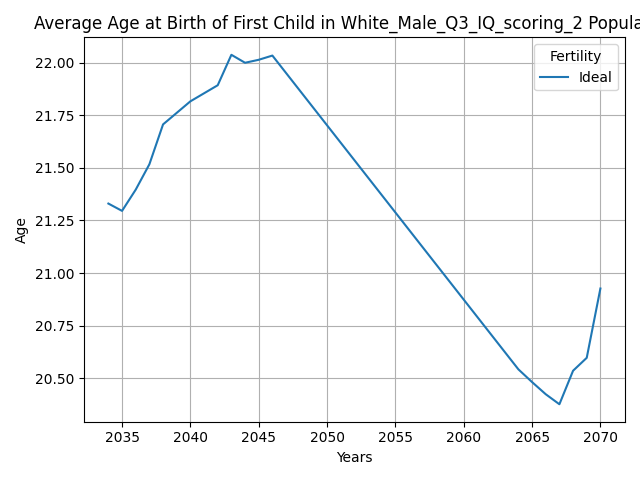 Average Age at Birth of First Child in White_Male_Q3_IQ_scoring_2 Popula
Fertility
Ideal
22.00
21.75
21.50
21.25
21.00
20.75
20.50
Age
2035 2040 2045 2050 2055 2060 2065 2070
Years